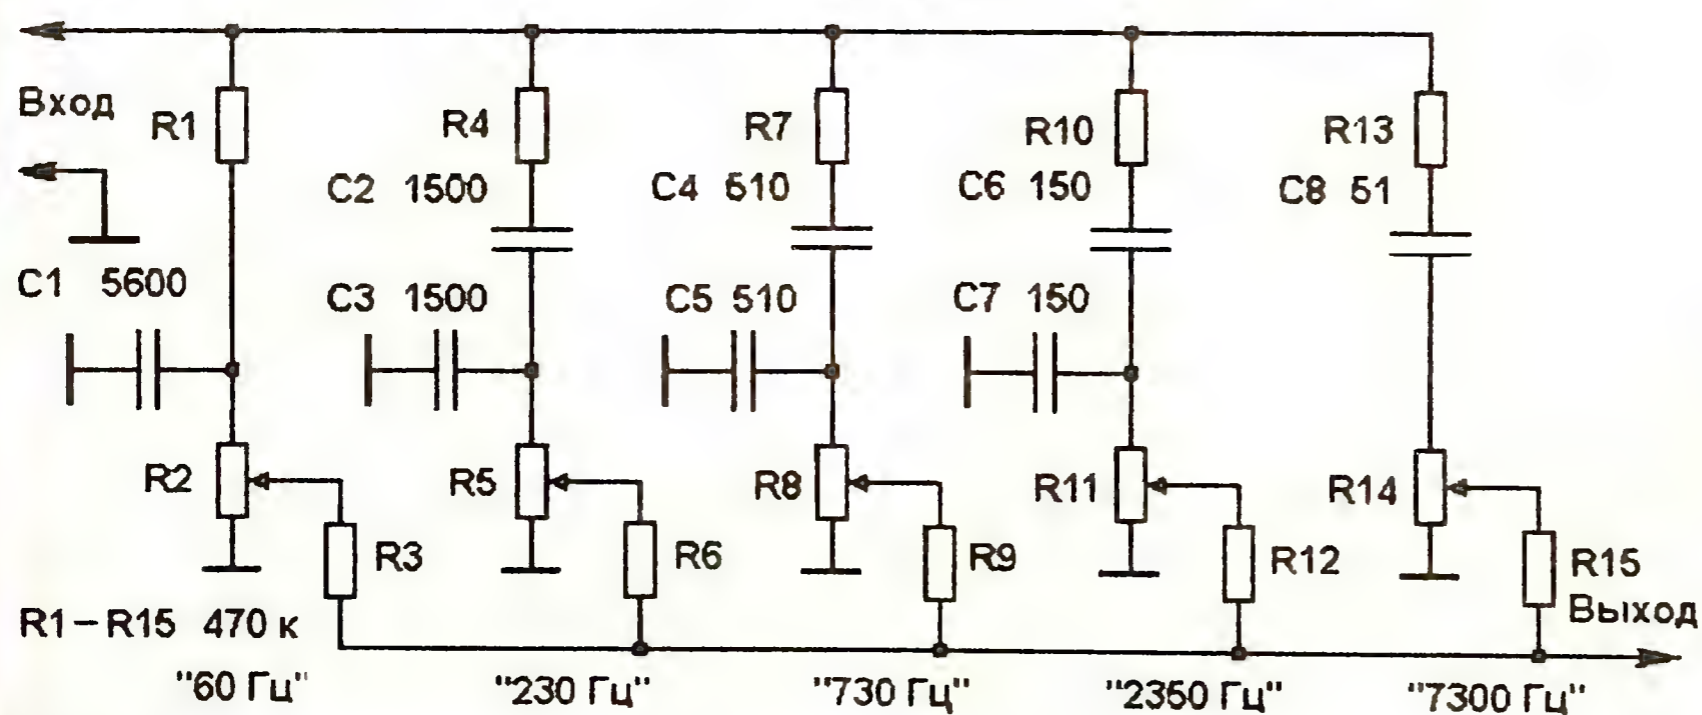 Вход
R1
R4
R7
R10
R13
C2 1500
C4 510
C6 150
C8 51
C1 5600
C3 1500
C5 510
C7 150
R2
R5
R8
R11
R14
R3
R6
R9
R12
R15
R1–R15 470 к
Выход
"60 Гц"
"230 Гц"
"730 Гц"
"2350 Гц"
"7300 Гц"